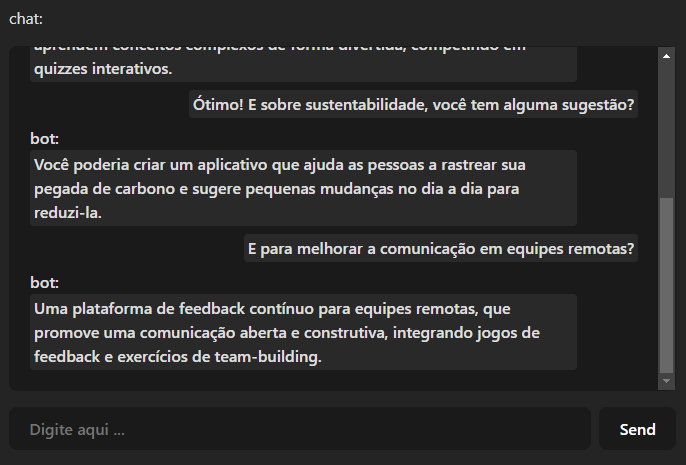 chat:
aprendem conceitos complexos de forma divertida, competindo em
quizzes interativos.
Ótimo! E sobre sustentabilidade, você tem alguma sugestão?
bot:
Você poderia criar um aplicativo que ajuda as pessoas a rastrear sua
pegada de carbono e sugere pequenas mudanças no dia a dia para
reduzi-la.
E para melhorar a comunicação em equipes remotas?
bot:
Uma plataforma de feedback contínuo para equipes remotas, que
promove uma comunicação aberta e construtiva, integrando jogos de
feedback e exercícios de team-building.
Digite aqui ...
Send